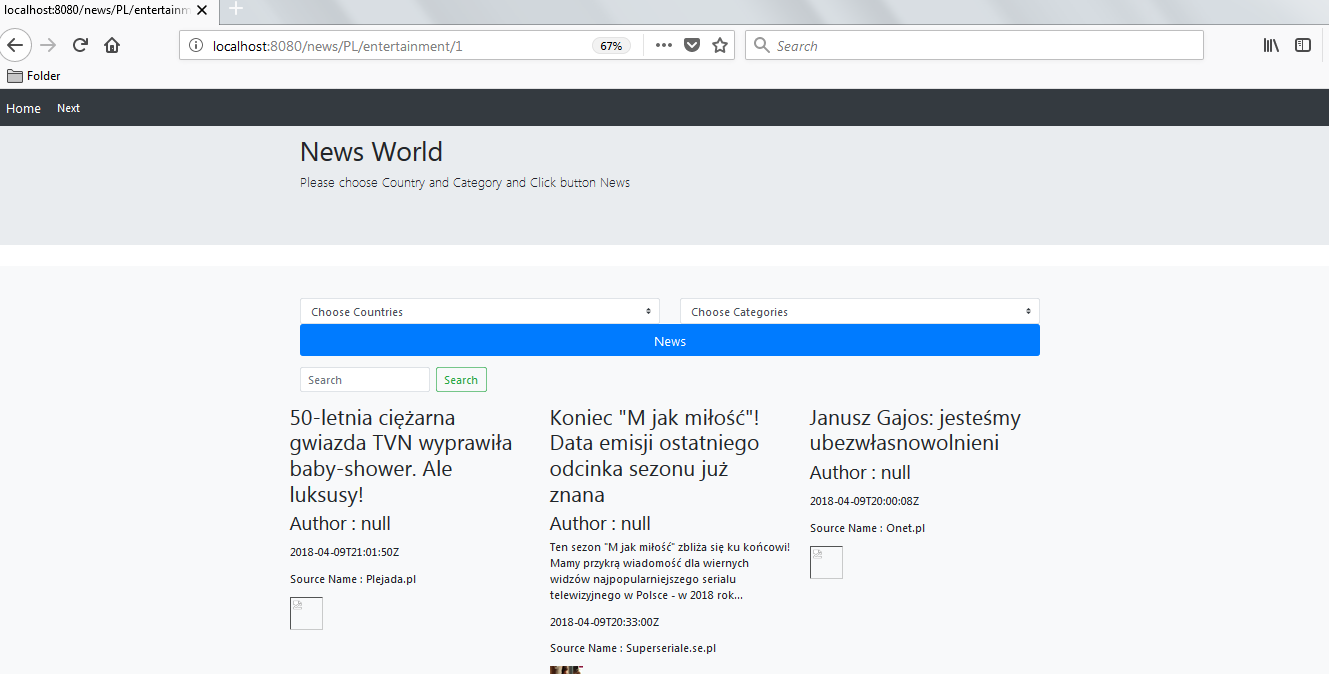 localhost:8080/news/PL/entertainm
localhost:8080/news/PL/entertainment/1
67%
Search
Folder
Home Next
News World
Please choose Country and Category and Click button News
Choose Countries
Choose Categories
News
Search
Search
50-letnia ciężarna
gwiazda TVN wyprawiła
baby-shower. Ale
luksusy!
Author : null
2018-04-09T21:01:50Z
Source Name : Plejada.pl
Koniec "M jak miłość"!
Data emisji ostatniego
odcinka sezonu już
znana
Author : null
Ten sezon "M jak miłość" zbliża się ku końcowi!
Mamy przykrą wiadomość dla wiernych
widzów najpopularniejszego serialu
telewizyjnego w Polsce - w 2018 rok...
2018-04-09T20:33:00Z
Source Name : Superseriale.se.pl
Janusz Gajos: jesteśmy
ubezwłasnowolnieni
Author : null
2018-04-09T20:00:08Z
Source Name : Onet.pl